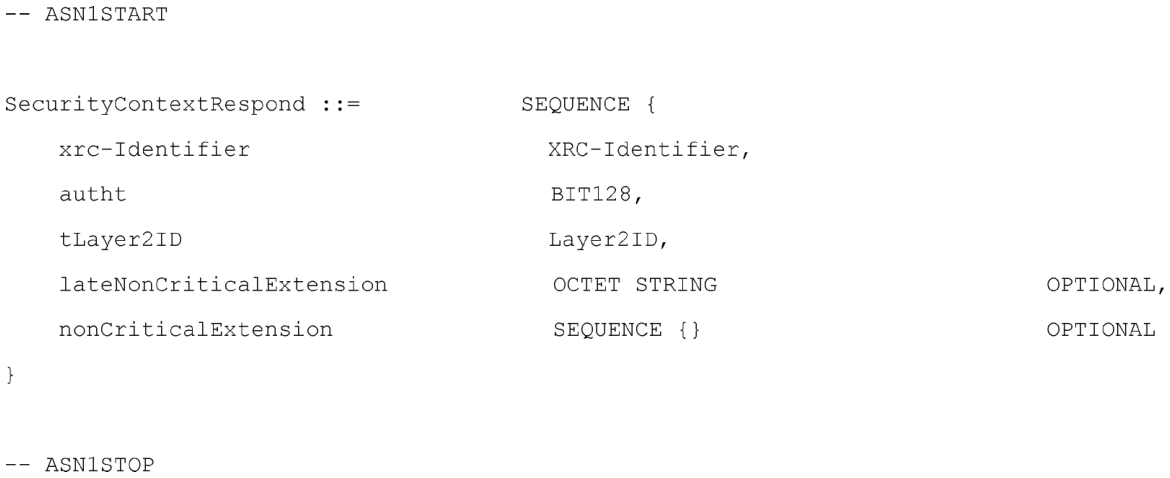 -- ASN1START
SecurityContextRespond ::= SEQUENCE {
xrc-Identifier XRC-Identifier,
autht BIT128,
tLayer2ID Layer2ID,
lateNonCriticalExtension OCTET STRING OPTIONAL,
nonCriticalExtension SEQUENCE {} OPTIONAL
}
-- ASN1STOP